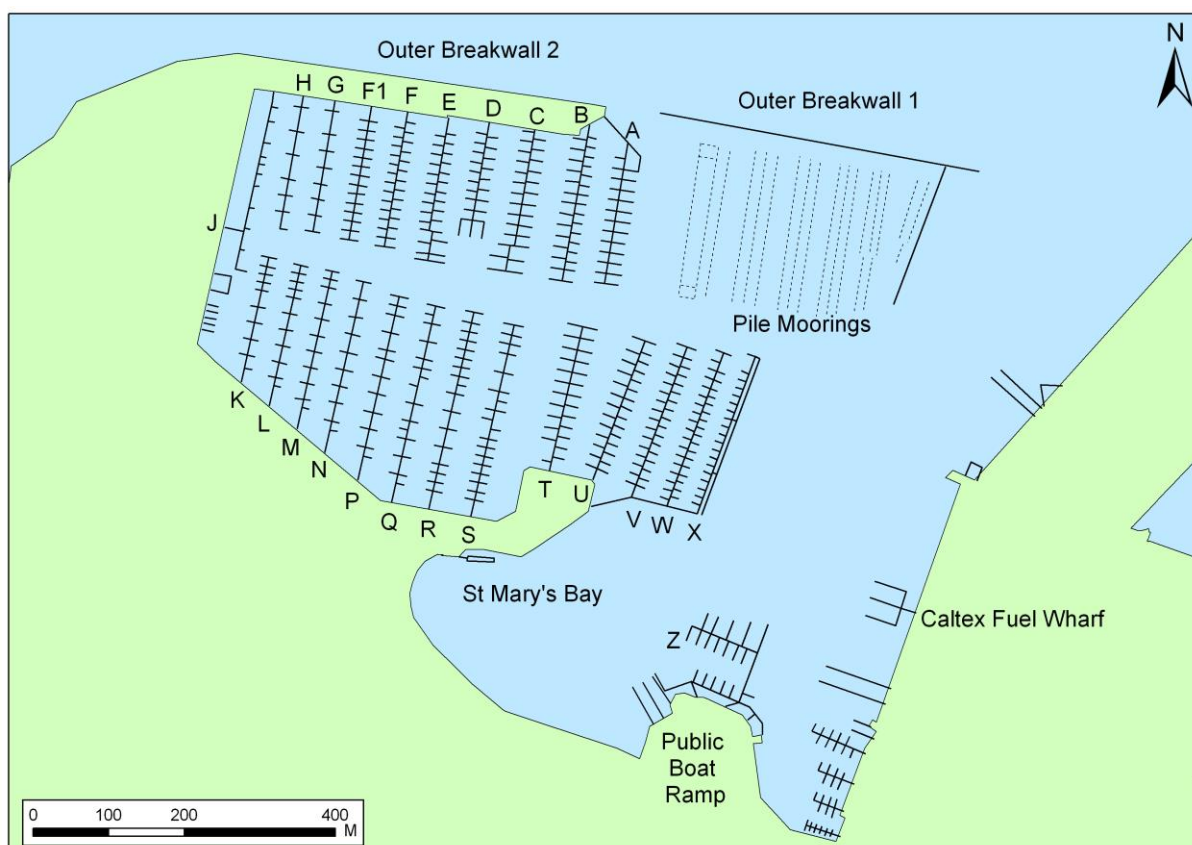 Outer Breakwall 2
N
H
G
F1
F
E
D
C
B
A
Outer Breakwall 1
J
Pile Moorings
K
L
M
N
P
Q
R
S
T
U
V
W
X
St Mary's Bay
Caltex Fuel Wharf
Z
Public
Boat
Ramp
0 100 200 400
M